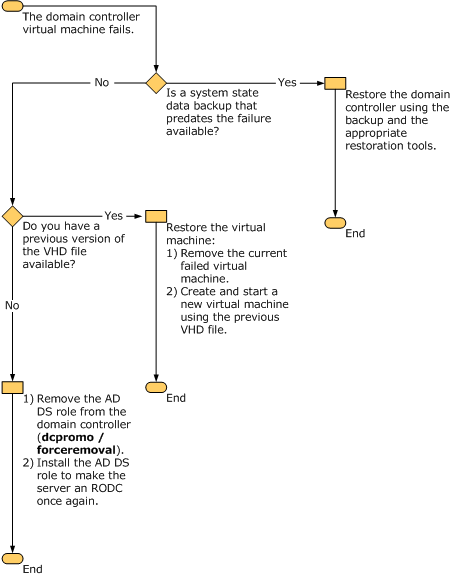 The domain controller
virtual machine fails.
No
Yes
Is a system state
data backup that
predates the failure
available?
Restore the domain
controller using the
backup and the
appropriate
restoration tools.
End
Do you have a
previous version of
the VHD file
available?
Yes
Restore the virtual
machine:
1) Remove the current
failed virtual
machine.
2) Create and start a
new virtual machine
using the previous
VHD file.
End
No
1) Remove the AD
DS role from the
domain controller
(dcpromo /
forceremoval).
2) Install the AD DS
role to make the
server an RODC
once again.
End